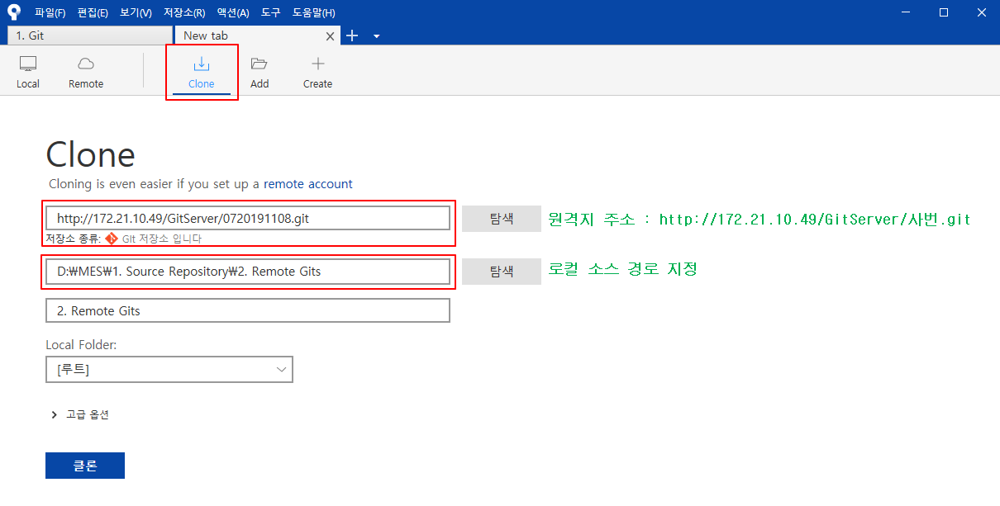 파일(F) 편집(E) 보기(V) 저장소(R) 액션(A) 도구 도움말(H)
1. Git New tab
Local Remote Clone Add Create
Clone
Cloning is even easier if you set up a remote account
http://172.21.10.49/GitServer/0720191108.git 탐색 원격지 주소 : http://172.21.10.49/GitServer/사번.git
저장소 종류: Git 저장소 입니다
D:₩MES₩1. Source Repository₩2. Remote Gits 탐색 로컬 소스 경로 지정
2. Remote Gits
Local Folder:
[루트]
고급 옵션
클론